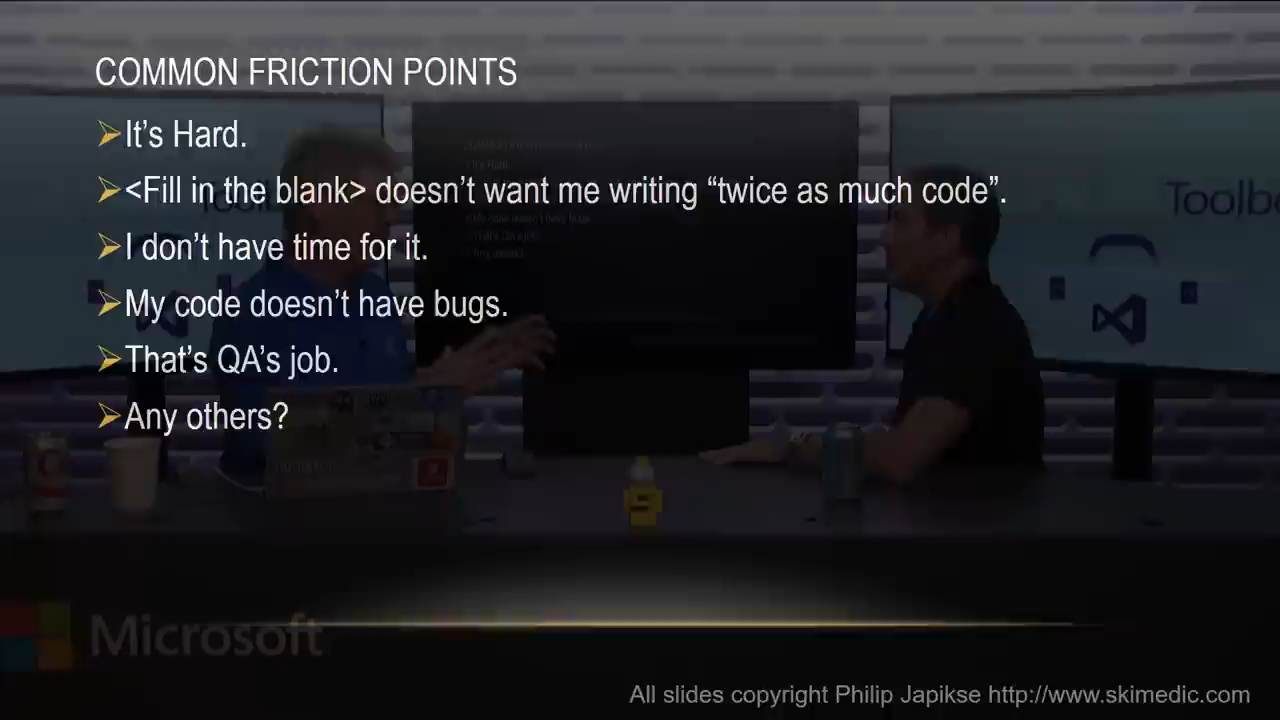 COMMON FRICTION POINTS
It's Hard.
<Fill in the blank> doesn't want me writing “twice as much code”.
I don't have time for it.
My code doesn't have bugs.
That's QA's job.
Any others?
Toolb
Microsoft
All slides copyright Philip Japikse http://www.skimedic.com